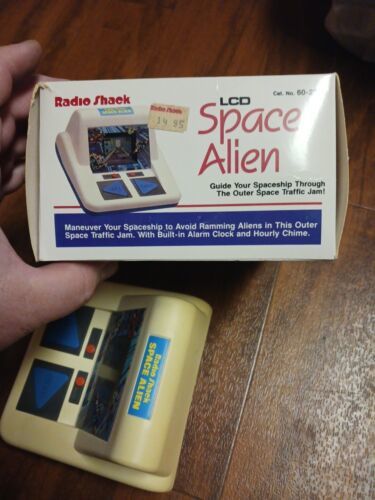 Radio Shack
Radio Shack
14.95
Cat. No.
LCD
Space
Alien
Guide Your Spaceship Through
The Outer Space Traffic Jam!
Maneuver Your Spaceship to Avoid Ramming Aliens in This Outer
Space Traffic Jam. With Built-in Alarm Clock and Hourly Chime.
Radio Shack
SPACE ALIEN